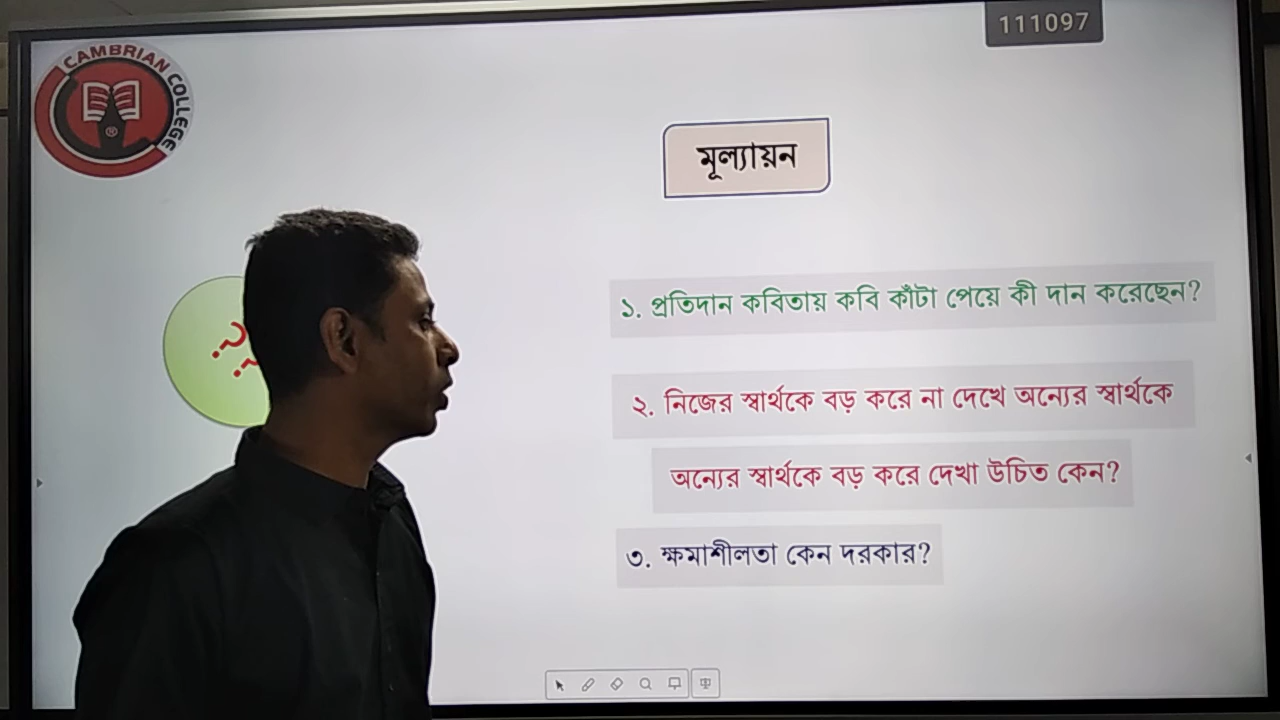 CAMBRIAN COLLEGE
111097
মূল্যায়ন
??
১. প্রতিদান কবিতায় কবি কাঁটা পেয়ে কী দান করেছেন?
২. নিজের স্বার্থকে বড় করে না দেখে অন্যের স্বার্থকে
অন্যের স্বার্থকে বড় করে দেখা উচিত কেন?
৩. ক্ষমাশীলতা কেন দরকার?